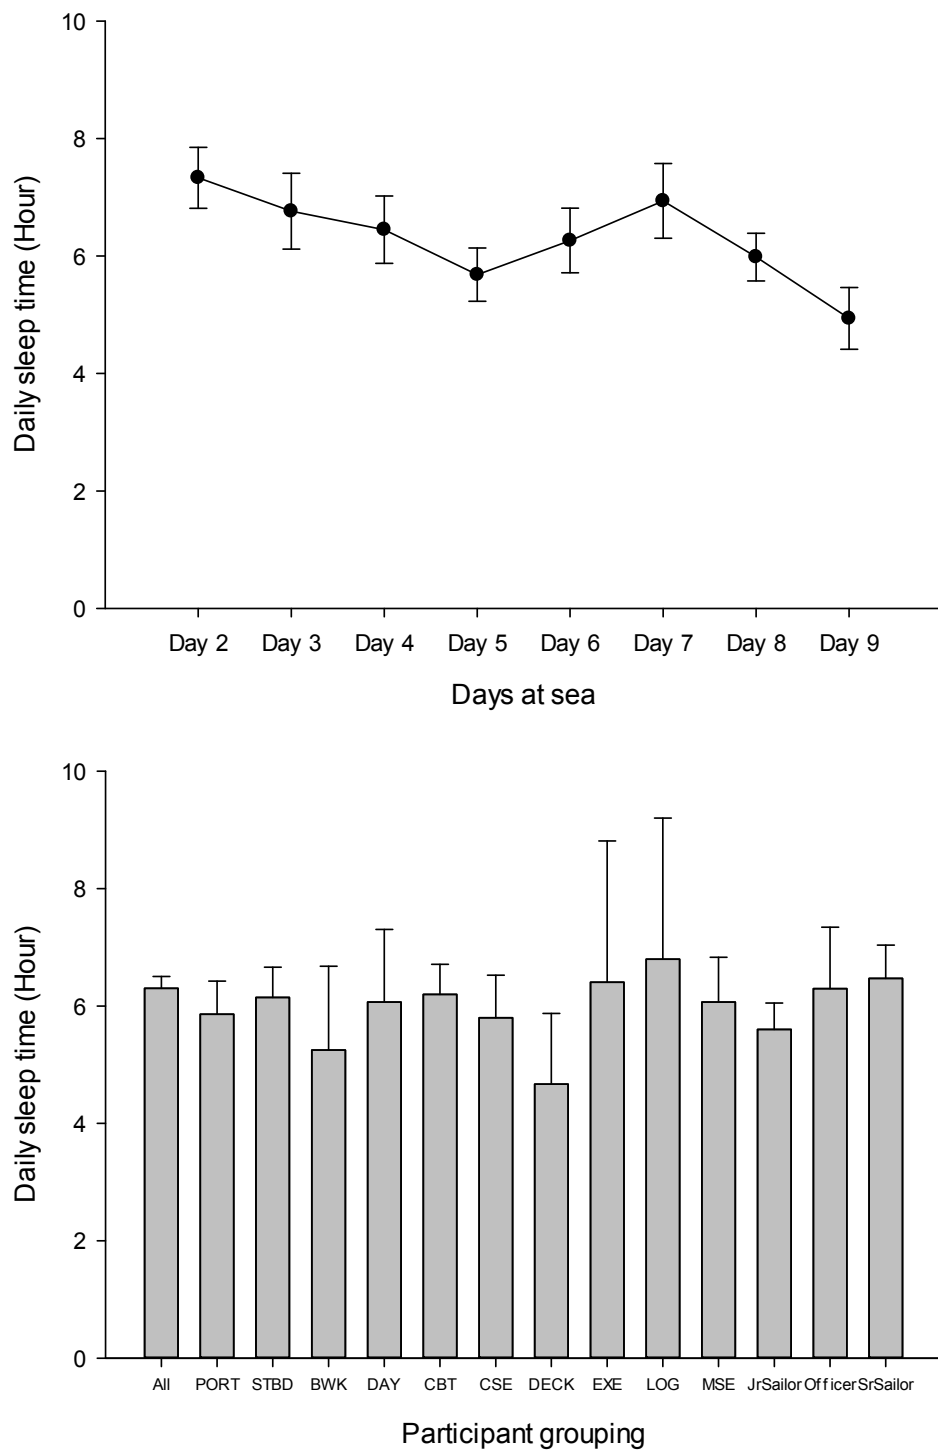 10
8
6
4
2
0
Daily sleep time (Hour)
Day 2 Day 3 Day 4 Day 5 Day 6 Day 7 Day 8 Day 9
Days at sea
10
8
6
4
2
0
Daily sleep time (Hour)
All PORT STBD BWK DAY CBT CSE DECK EXE LOG MSE JrSailor Officer SrSailor
Participant grouping